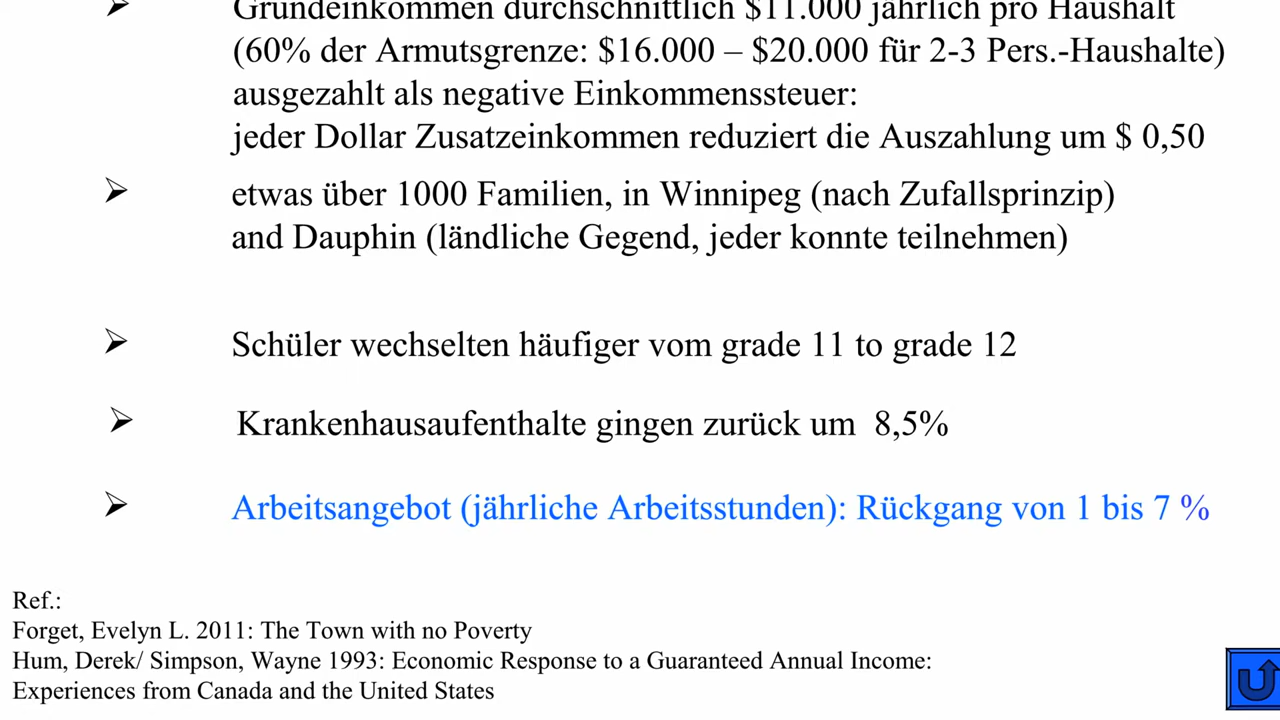 Grundeinkommen durchschnittlich $11.000 jährlich pro Haushalt
(60% der Armutsgrenze: $16.000 – $20.000 für 2-3 Pers.-Haushalte)
ausgezahlt als negative Einkommenssteuer:
jeder Dollar Zusatzeinkommen reduziert die Auszahlung um $ 0,50
etwas über 1000 Familien, in Winnipeg (nach Zufallsprinzip)
and Dauphin (ländliche Gegend, jeder konnte teilnehmen)
Schüler wechselten häufiger vom grade 11 to grade 12
Krankenhausaufenthalte gingen zurück um 8,5%
Arbeitsangebot (jährliche Arbeitsstunden): Rückgang von 1 bis 7 %
Ref.:
Forget, Evelyn L. 2011: The Town with no Poverty
Hum, Derek/ Simpson, Wayne 1993: Economic Response to a Guaranteed Annual Income:
Experiences from Canada and the United States